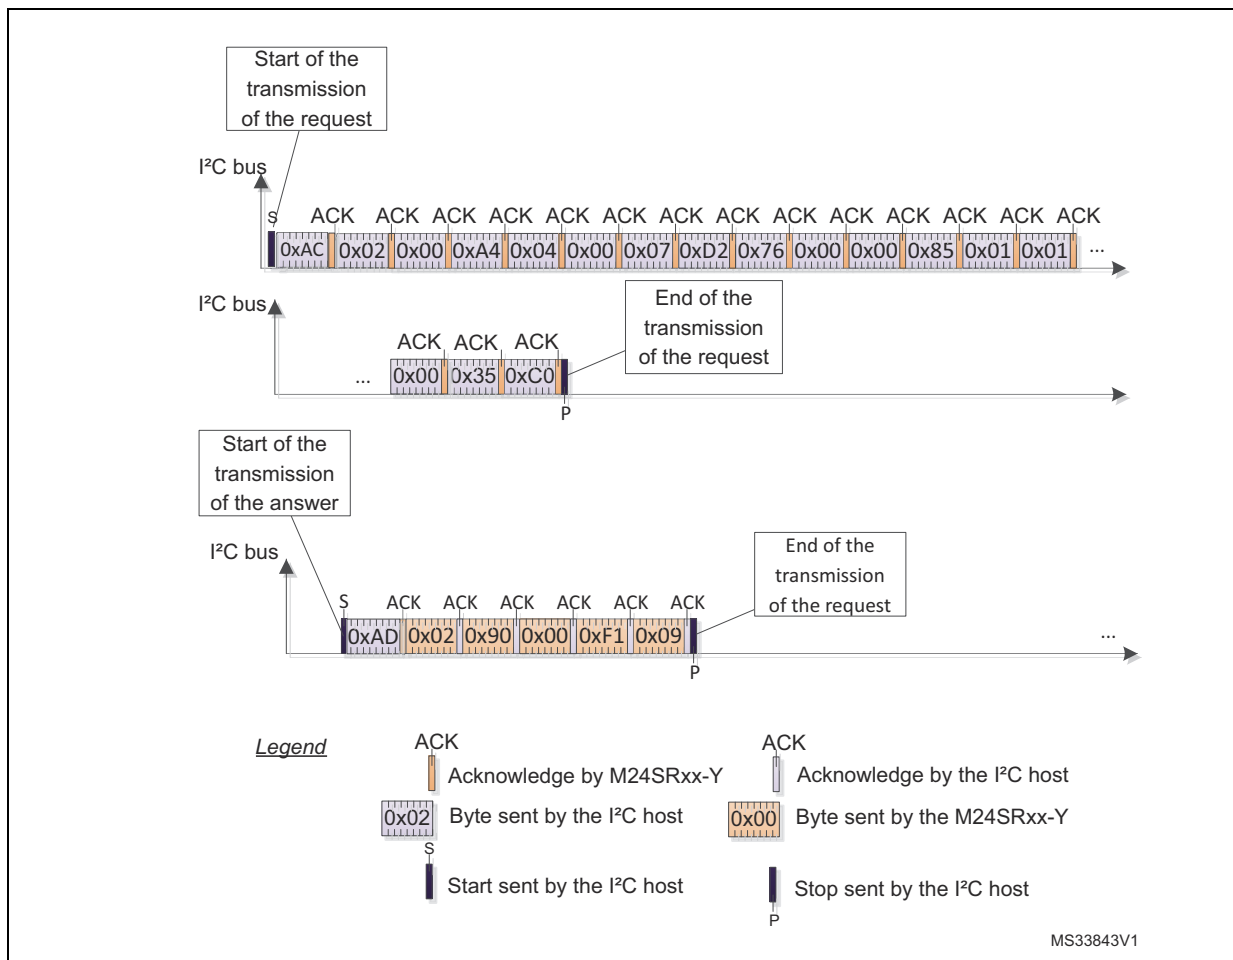 Start of the
transmission
of the request
I²C bus
S
ACK ACK ACK ACK ACK ACK ACK ACK ACK ACK ACK ACK ACK ACK
0xAC 0x02 0x00 0xA4 0x04 0x00 0x07 0xD2 0x76 0x00 0x00 0x85 0x01 0x01 ...
I²C bus
End of the
transmission
of the request
ACK ACK ACK
... 0x00 0x35 0xC0
P
Start of the
transmission
of the answer
I²C bus
End of the
transmission
of the request
S ACK ACK ACK ACK ACK ACK
0xAD 0x02 0x90 0x00 0xF1 0x09 ...
P
Legend
ACK
Acknowledge by M24SRxx-Y
ACK
Acknowledge by the I²C host
0x02 Byte sent by the I²C host
0x00 Byte sent by the M24SRxx-Y
S
Start sent by the I²C host
Stop sent by the I²C host
P
MS33843V1